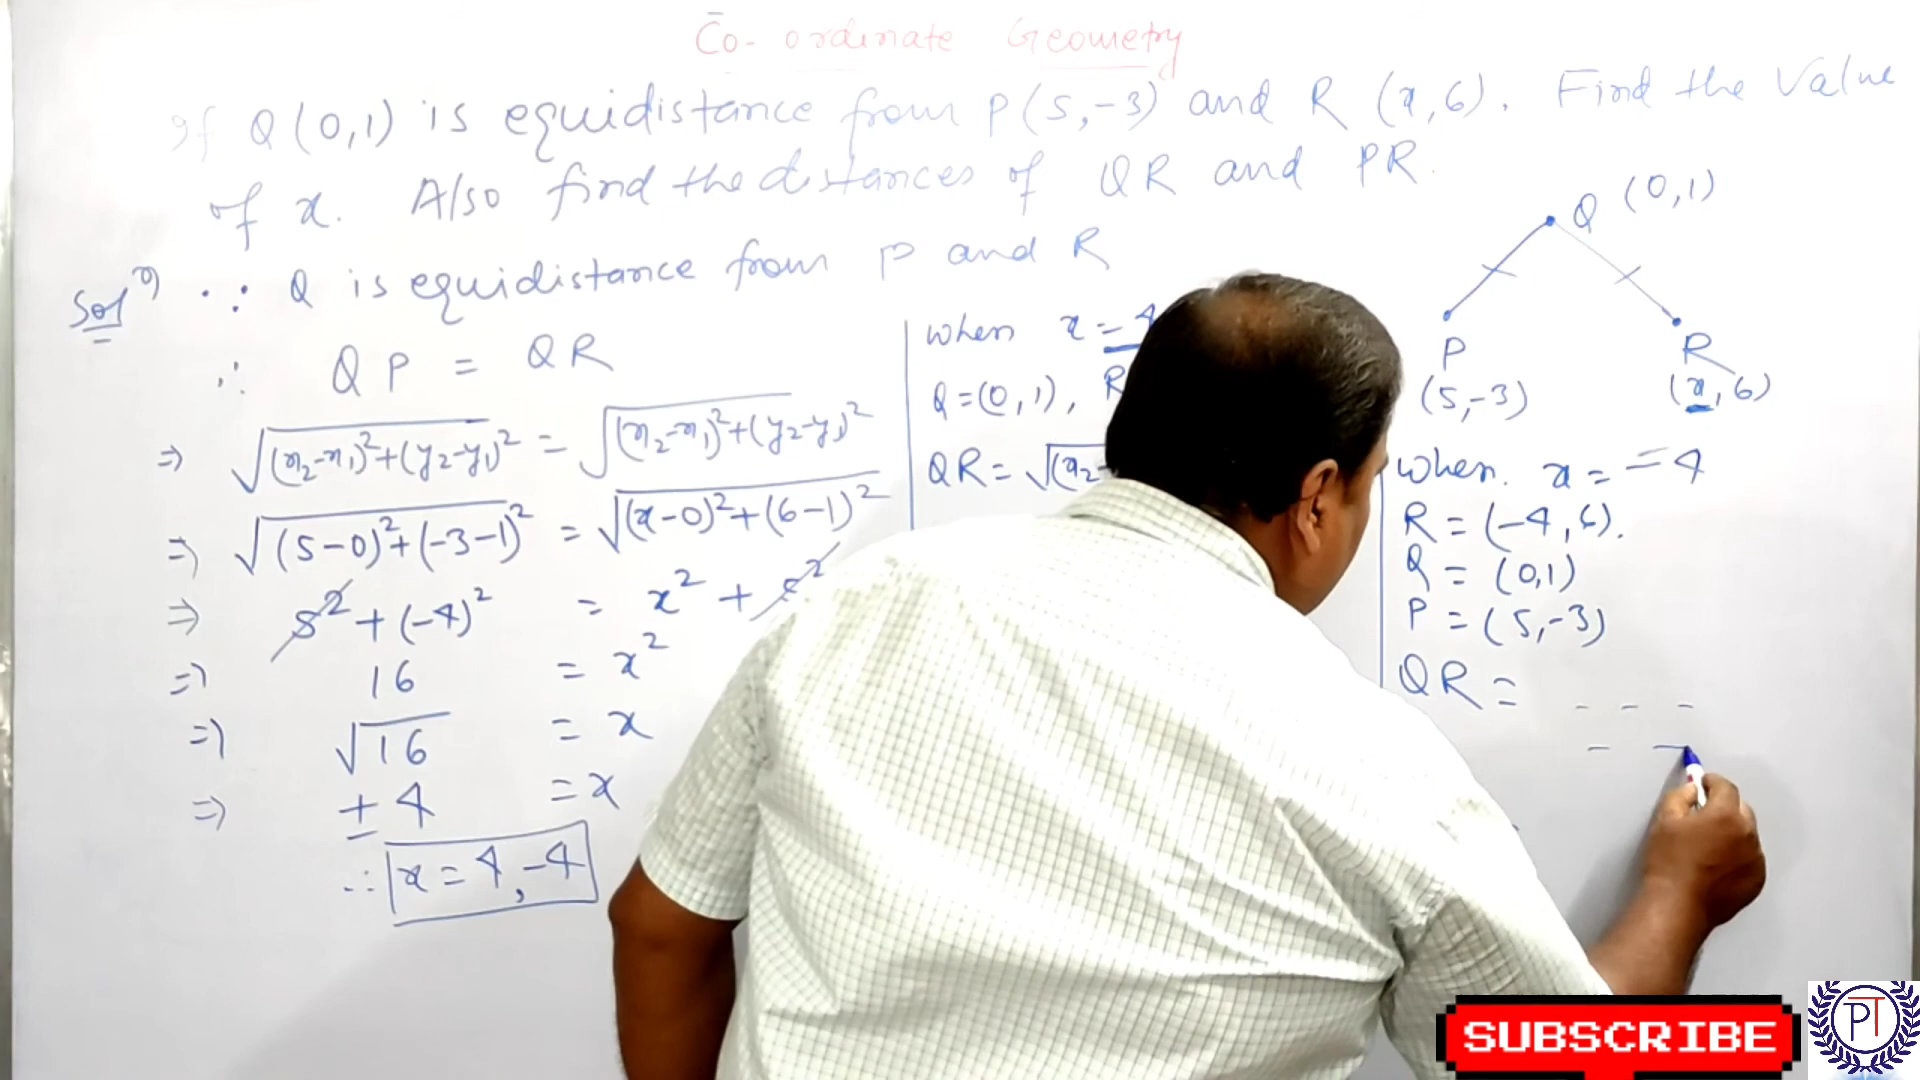 Co-ordinate Geometry
If Q(0,1) is equidistance from P(5,-3) and R (x,6). Find the Value
of x. Also find the distances of QR and PR.
Solⁿ) ∵ Q is equidistance from P and R
∴ QP = QR
⇒ √(x₂-x₁)²+(y₂-y₁)² = √(x₂-x₁)²+(y₂-y₁)²
⇒ √(5-0)²+(-3-1)² = √(x-0)²+(6-1)²
⇒ 5²+(-4)² = x²+5²
⇒ 16 = x²
⇒ √16 = x
⇒ ±4 = x
∴ x=4,-4
When x=4
Q=(0,1), R
QR=√(x₂-
Q (0,1)
P
(5,-3)
R
(x,6)
When. x = -4
R = (-4,6).
Q = (0,1)
P = (5,-3)
QR = - - -
- -
SUBSCRIBE
PT